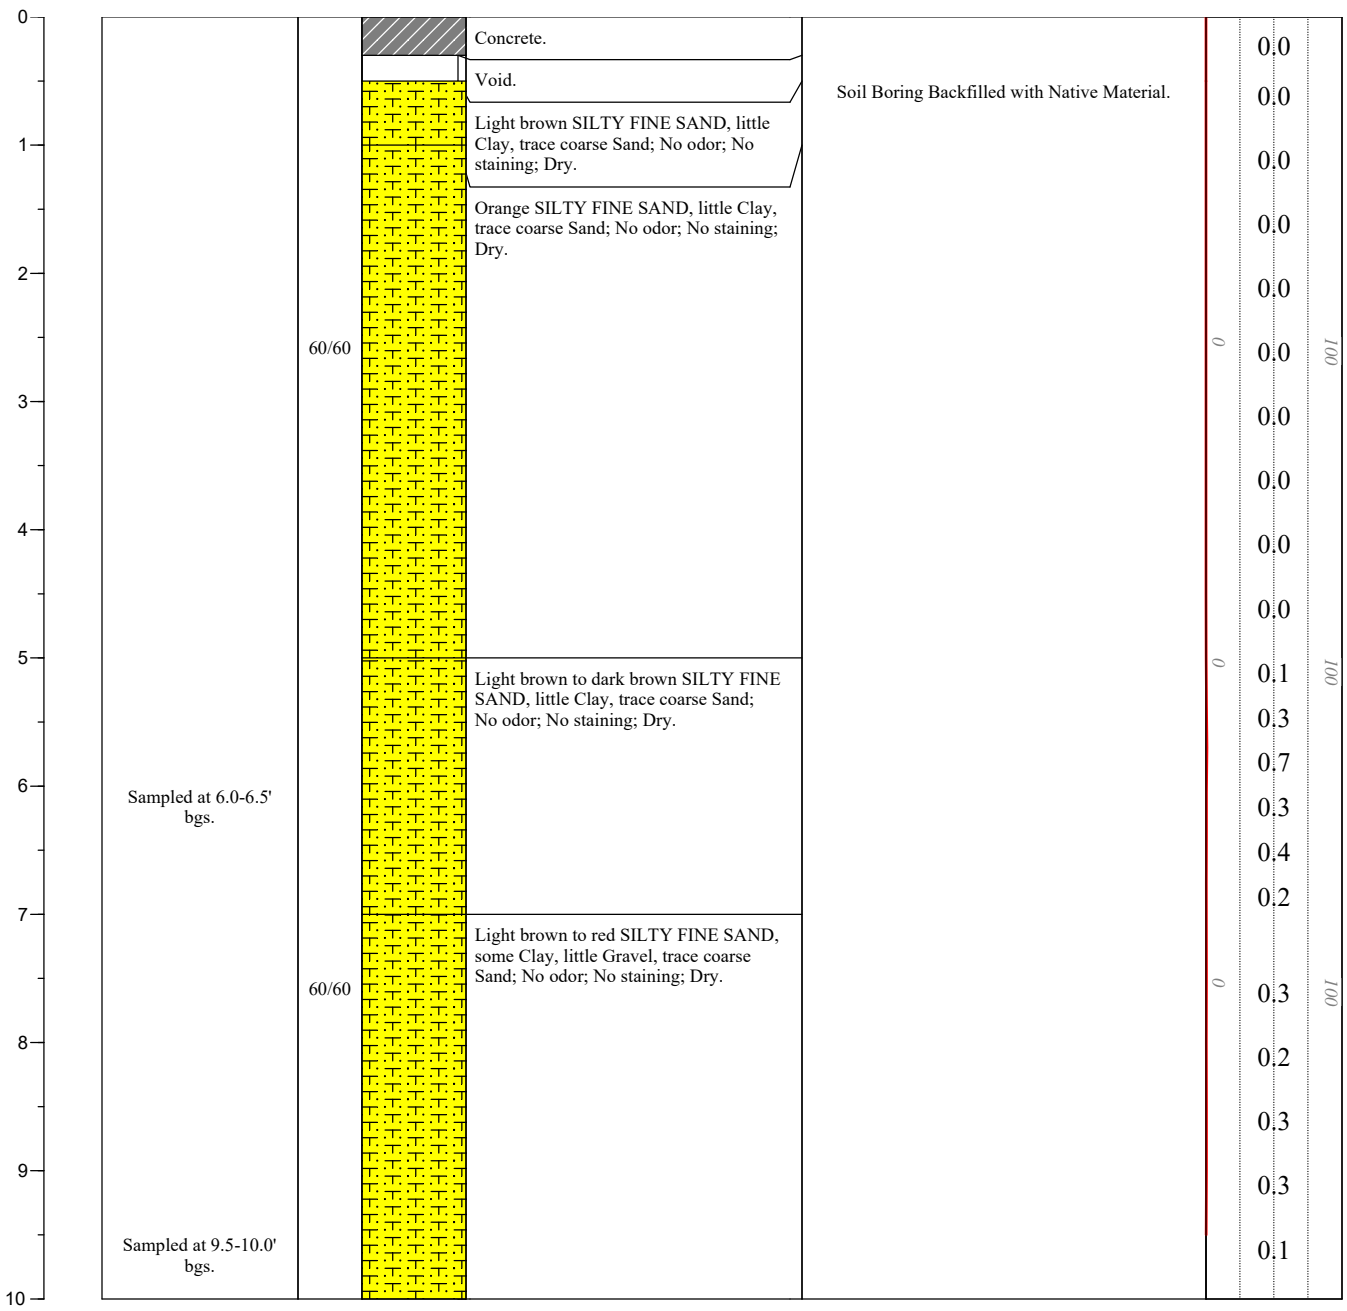 0
Concrete.
0.0
Void.
Soil Boring Backfilled with Native Material.
0.0
Light brown SILTY FINE SAND, little
Clay, trace coarse Sand; No odor; No
staining; Dry.
1
0.0
Orange SILTY FINE SAND, little Clay,
trace coarse Sand; No odor; No staining;
Dry.
0.0
2
0.0
60/60
0
0.0
100
3
0.0
0.0
4
0.0
0.0
5
0
0.1
100
Light brown to dark brown SILTY FINE
SAND, little Clay, trace coarse Sand;
No odor; No staining; Dry.
0.3
0.7
6
Sampled at 6.0-6.5'
bgs.
0.3
0.4
0.2
7
Light brown to red SILTY FINE SAND,
some Clay, little Gravel, trace coarse
Sand; No odor; No staining; Dry.
60/60
0
0.3
100
8
0.2
0.3
9
0.3
Sampled at 9.5-10.0'
bgs.
0.1
10